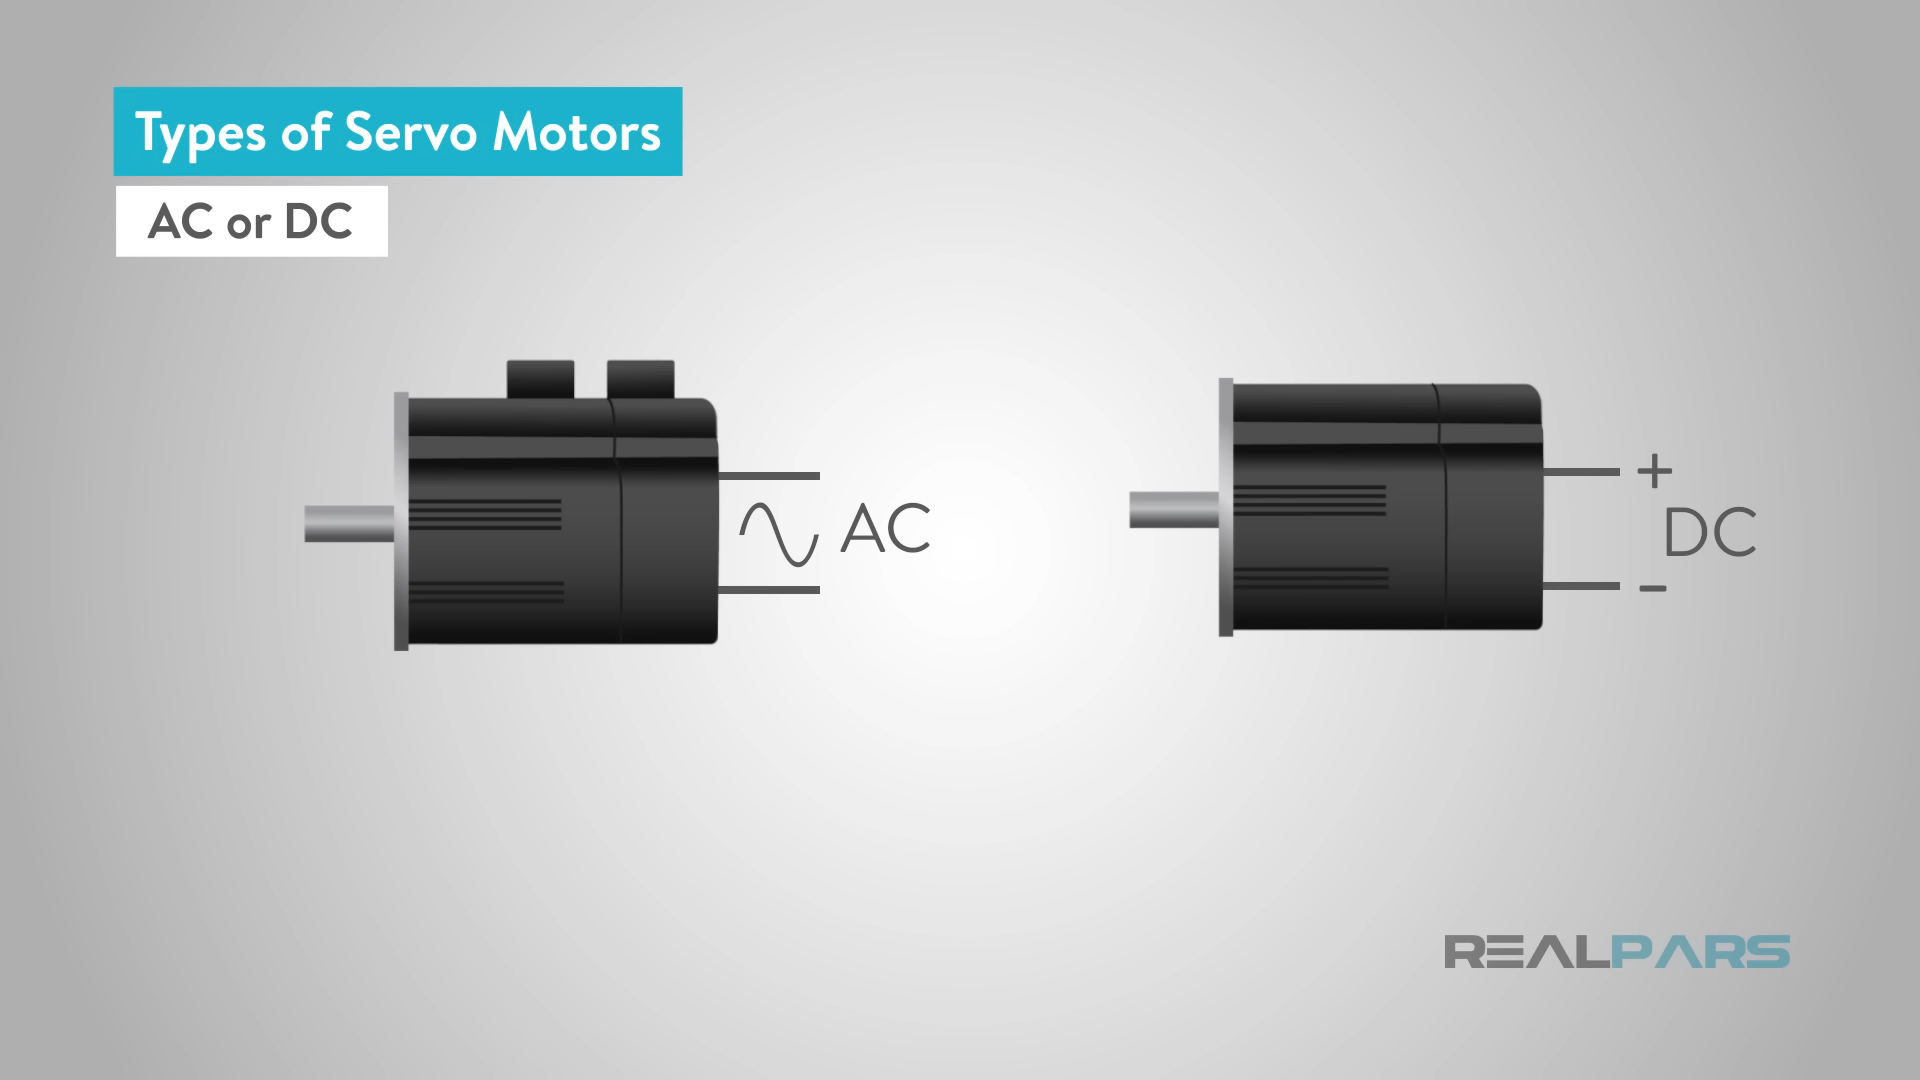 Types of Servo Motors
AC or DC
AC
+
DC
-
REALPARS